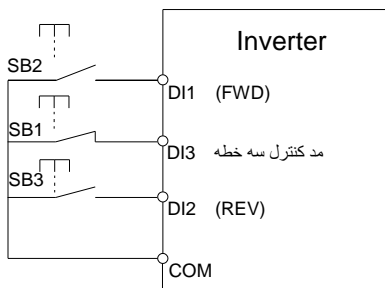 Inverter
SB2
DI1 (FWD)
SB1
DI3 مد کنترل سه خطه
SB3
DI2 (REV)
COM